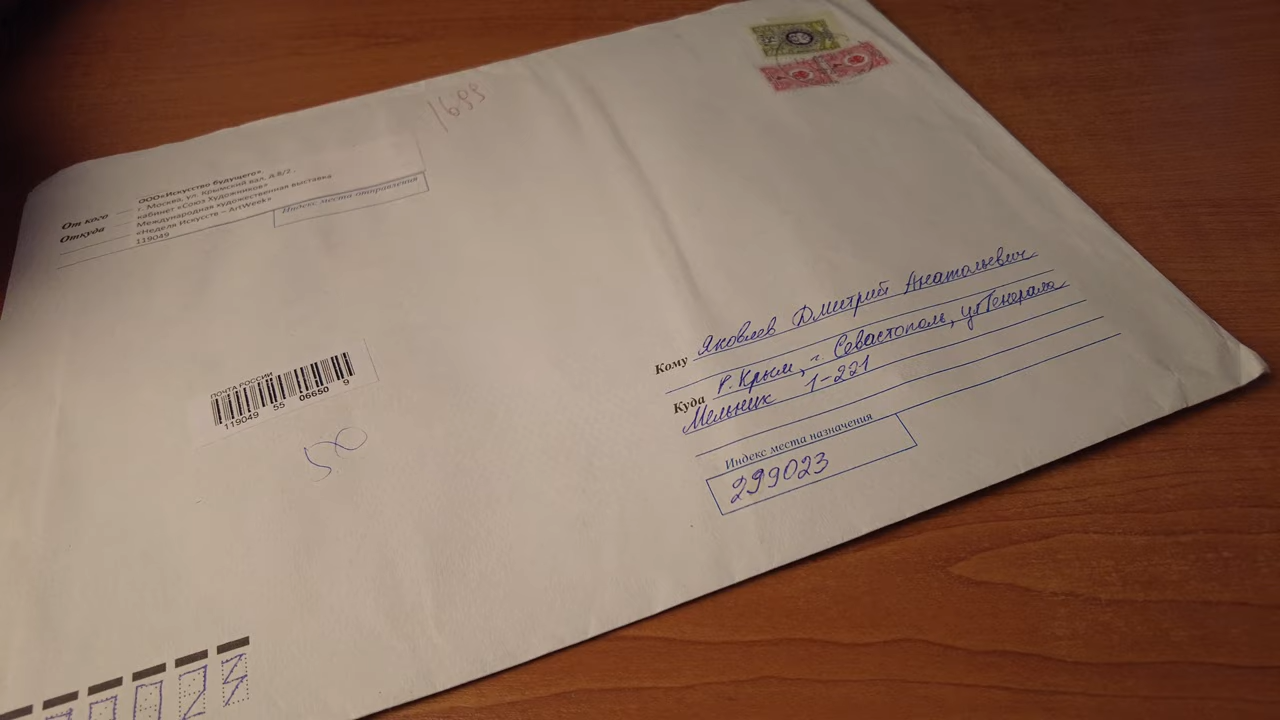 1699
ООО«Искусство будущего».
г. Москва, ул. Крымский вал, д.8/2 ,
От кого кабинет «Союз Художников»
Международная художественная выставка
Откуда «Неделя Искусств – ArtWeek»
119049
Индекс места отправления
ПОЧТА РОССИИ
119049 55 06650 9
50
Кому Яковлев Дмитрий Анатольевич
Куда р. Крым, г. Севастополь, ул Генерала
Мельник 1-221
Индекс места назначения
299023